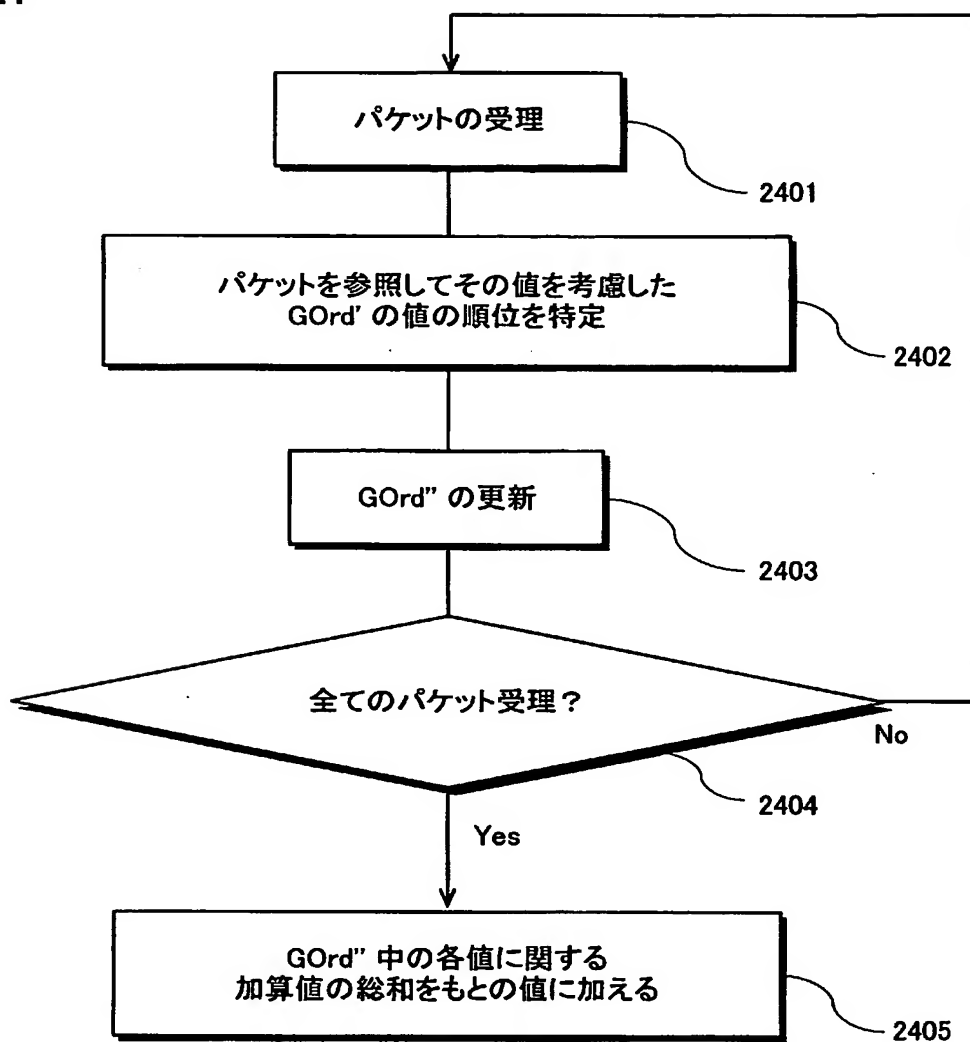 パケットの受理
2401
パケットを参照してその値を考慮した
GOrd' の値の順位を特定
2402
GOrd'' の更新
2403
全てのパケット受理？
No
2404
Yes
GOrd'' 中の各値に関する
加算値の総和をもとの値に加える
2405